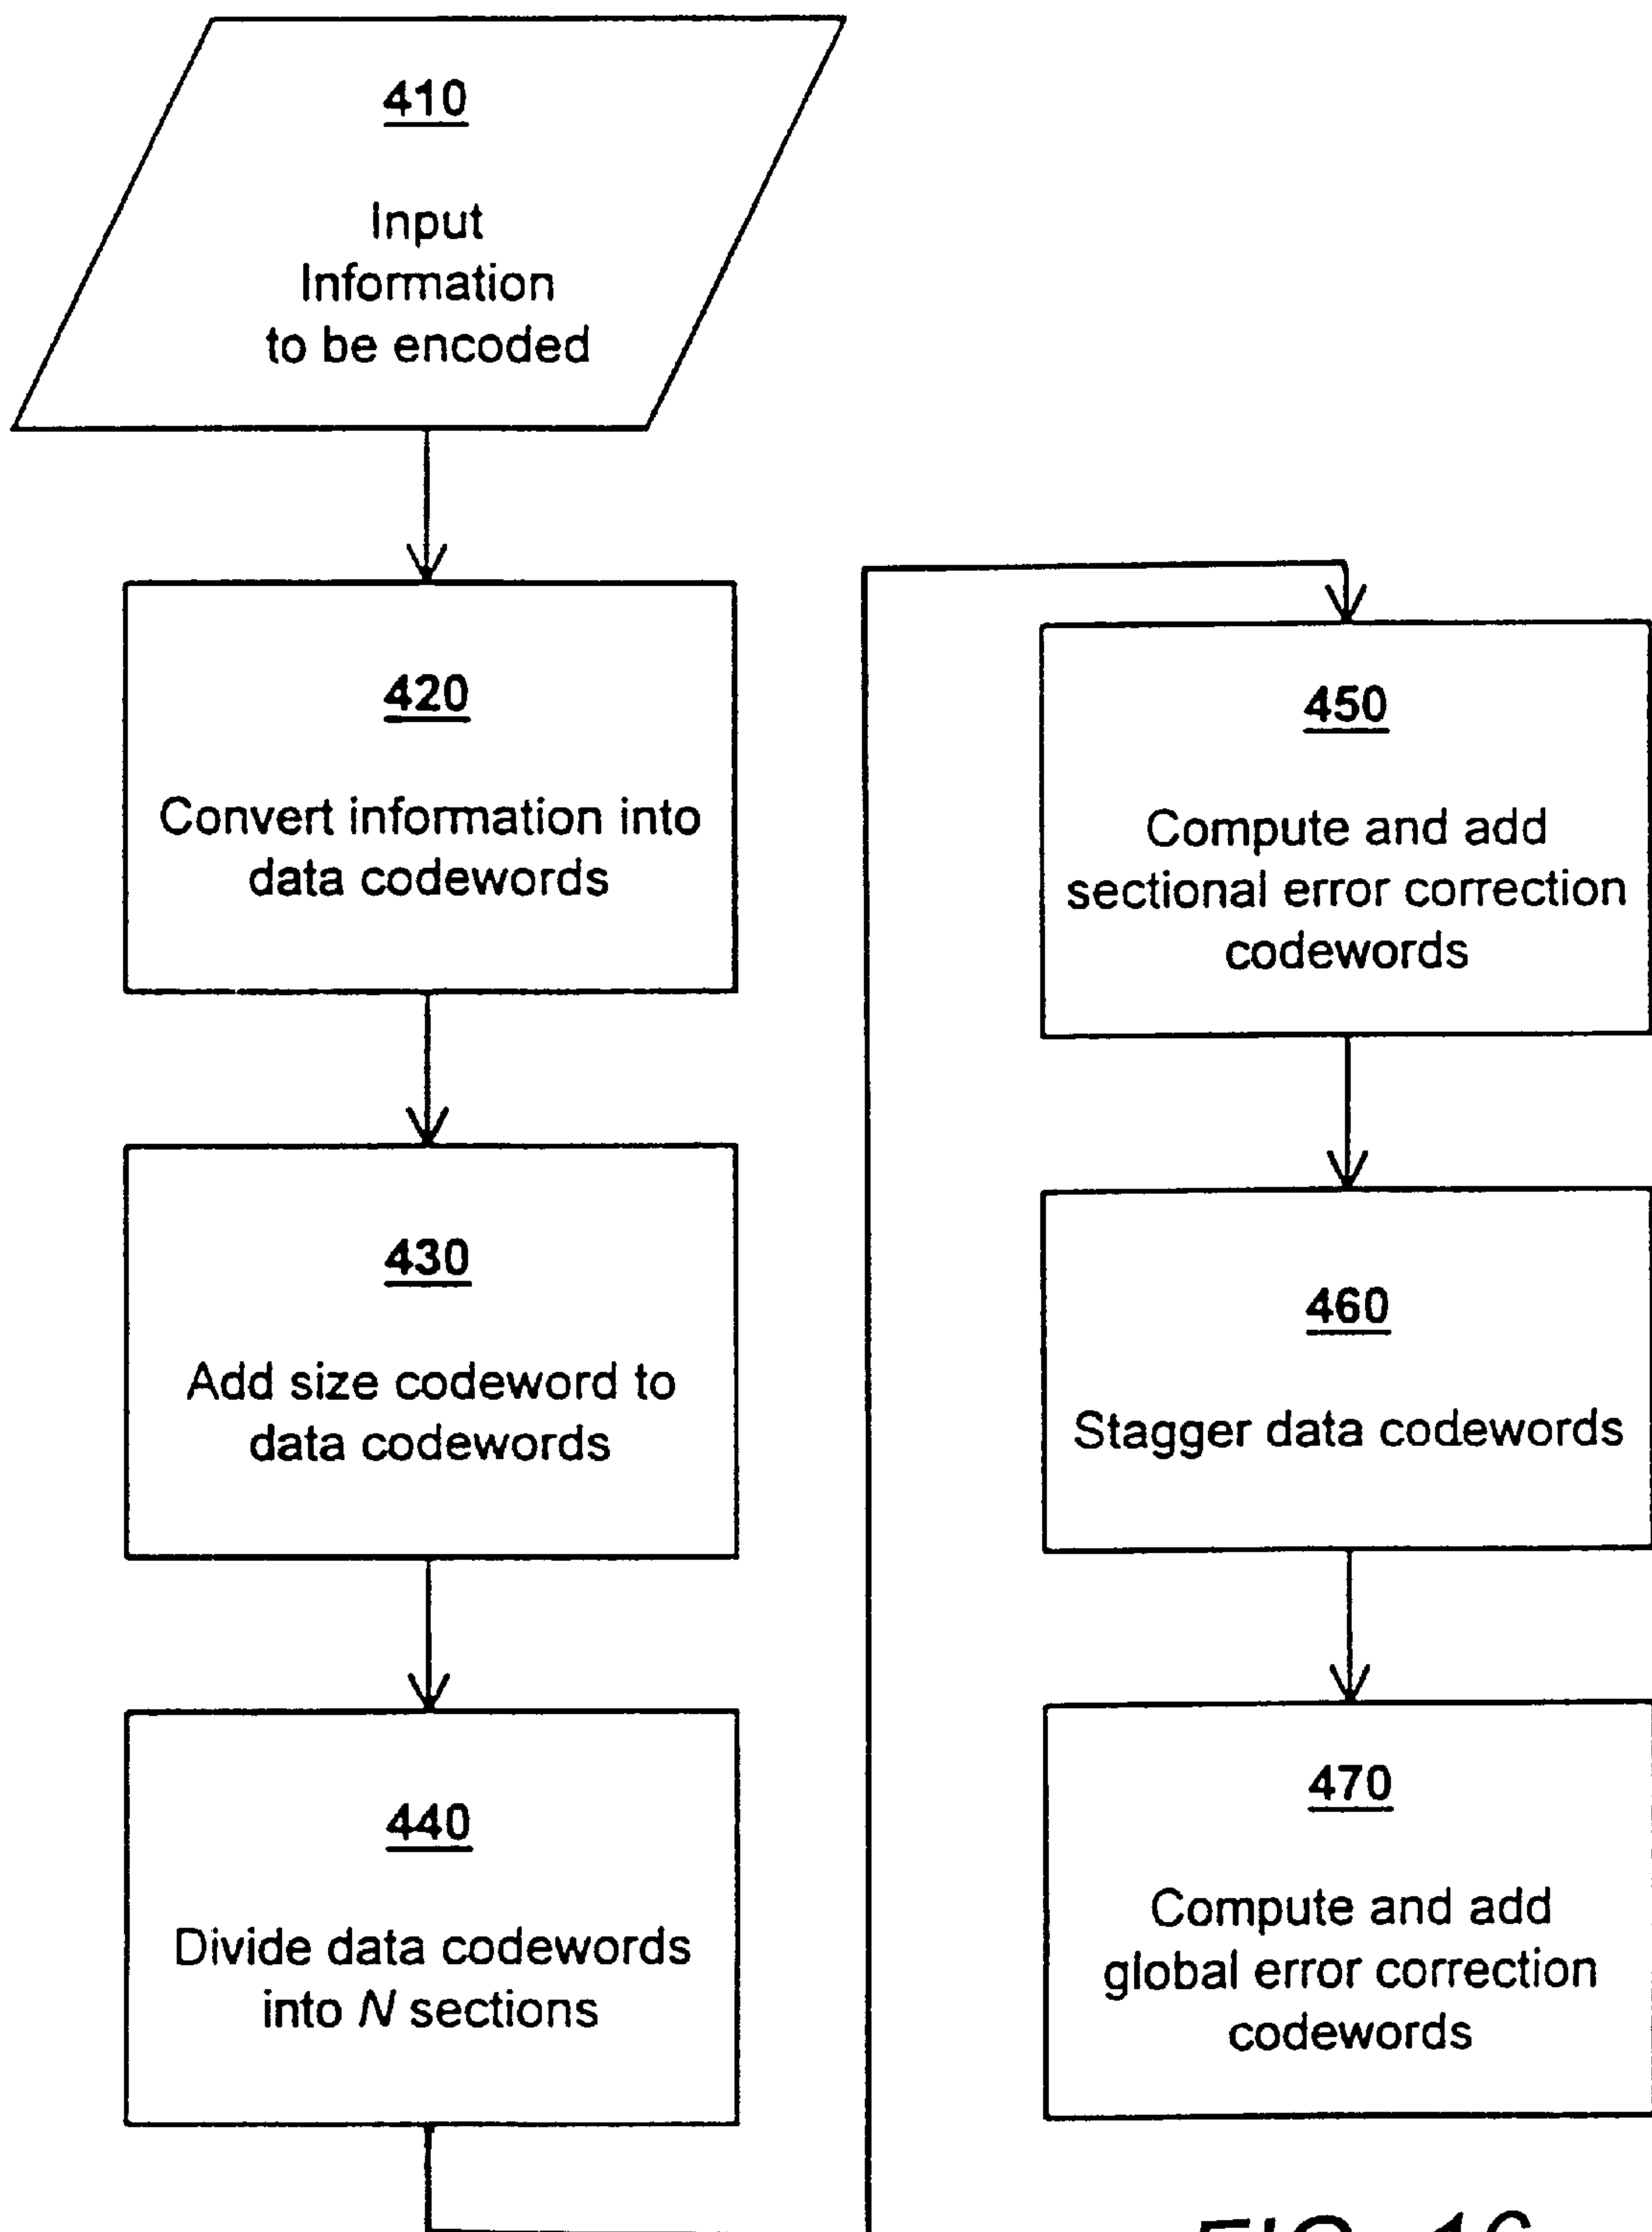 410
Input
Information
to be encoded
420
Convert information into
data codewords
430
Add size codeword to
data codewords
440
Divide data codewords
into N sections
450
Compute and add
sectional error correction
codewords
460
Stagger data codewords
470
Compute and add
global error correction
codewords
FIG. 16